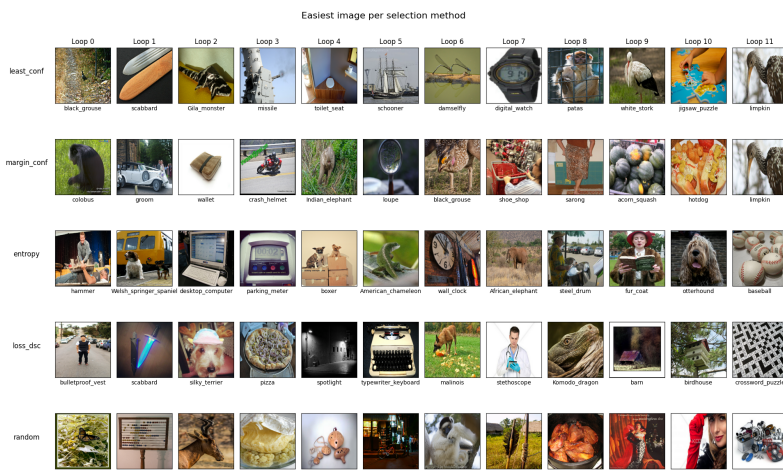 Easiest image per selection method
Loop 0 Loop 1 Loop 2 Loop 3 Loop 4 Loop 5 Loop 6 Loop 7 Loop 8 Loop 9 Loop 10 Loop 11
least_conf
black_grouse scabbard Gila_monster missile toilet_seat schooner damselfly digital_watch patas white_stork jigsaw_puzzle limpkin
margin_conf
colobus groom wallet crash_helmet Indian_elephant loupe black_grouse shoe_shop sarong acorn_squash hotdog limpkin
entropy
hammer Welsh_springer_spaniel desktop_computer parking_meter boxer American_chameleon wall_clock African_elephant steel_drum fur_coat otterhound baseball
loss_dsc
bulletproof_vest scabbard silky_terrier pizza spotlight typewriter_keyboard malinois stethoscope Komodo_dragon barn birdhouse crossword_puzzle
random